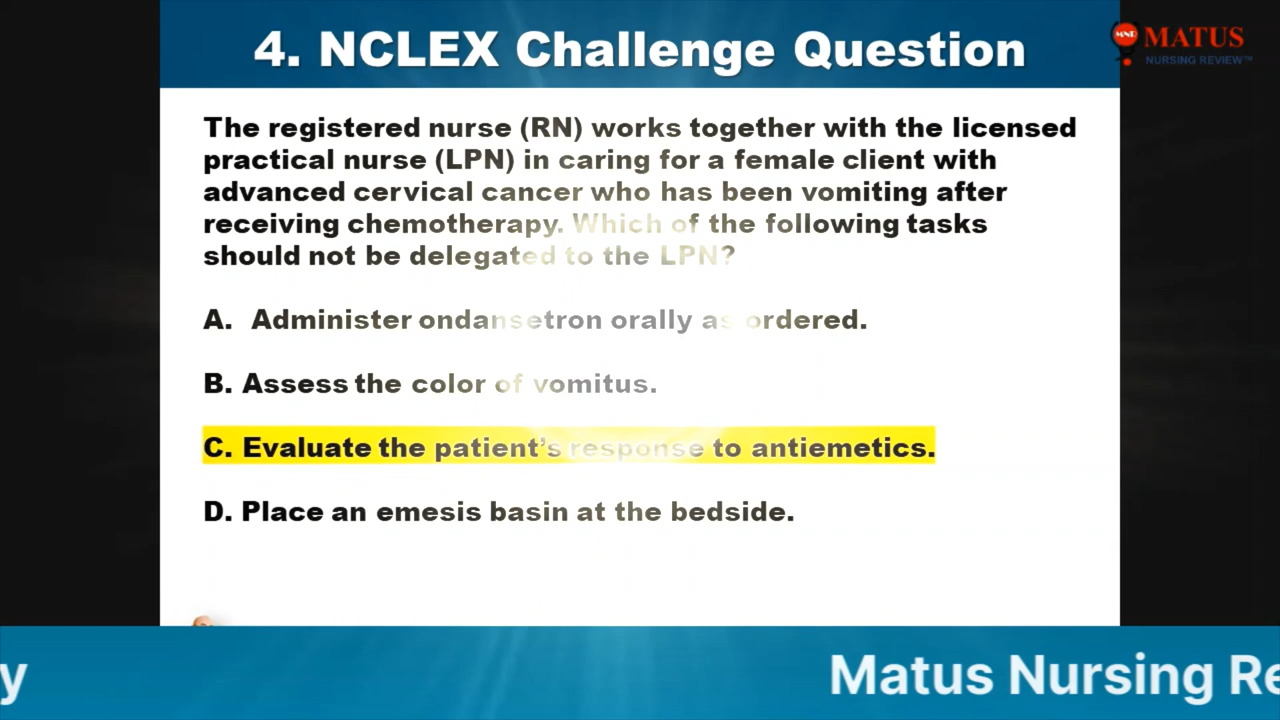 4. NCLEX Challenge Question
MNR MATUS
NURSING REVIEW™
The registered nurse (RN) works together with the licensed
practical nurse (LPN) in caring for a female client with
advanced cervical cancer who has been vomiting after
receiving chemotherapy. Which of the following tasks
should not be delegated to the LPN?
A. Administer ondansetron orally as ordered.
B. Assess the color of vomitus.
C. Evaluate the patient's response to antiemetics.
D. Place an emesis basin at the bedside.
y
Matus Nursing Re